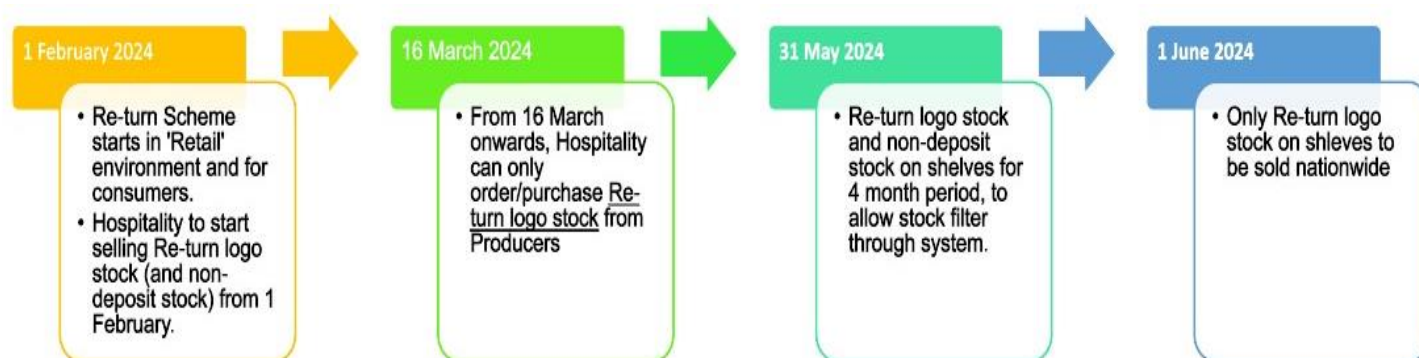 1 February 2024
• Re-turn Scheme
starts in 'Retail'
environment and for
consumers.
• Hospitality to start
selling Re-turn logo
stock (and non-
deposit stock) from 1
February.
16 March 2024
• From 16 March
onwards, Hospitality
can only
order/purchase Re-
turn logo stock from
Producers
31 May 2024
• Re-turn logo stock
and non-deposit
stock on shelves for
4 month period, to
allow stock filter
through system.
1 June 2024
• Only Re-turn logo
stock on shleves to
be sold nationwide